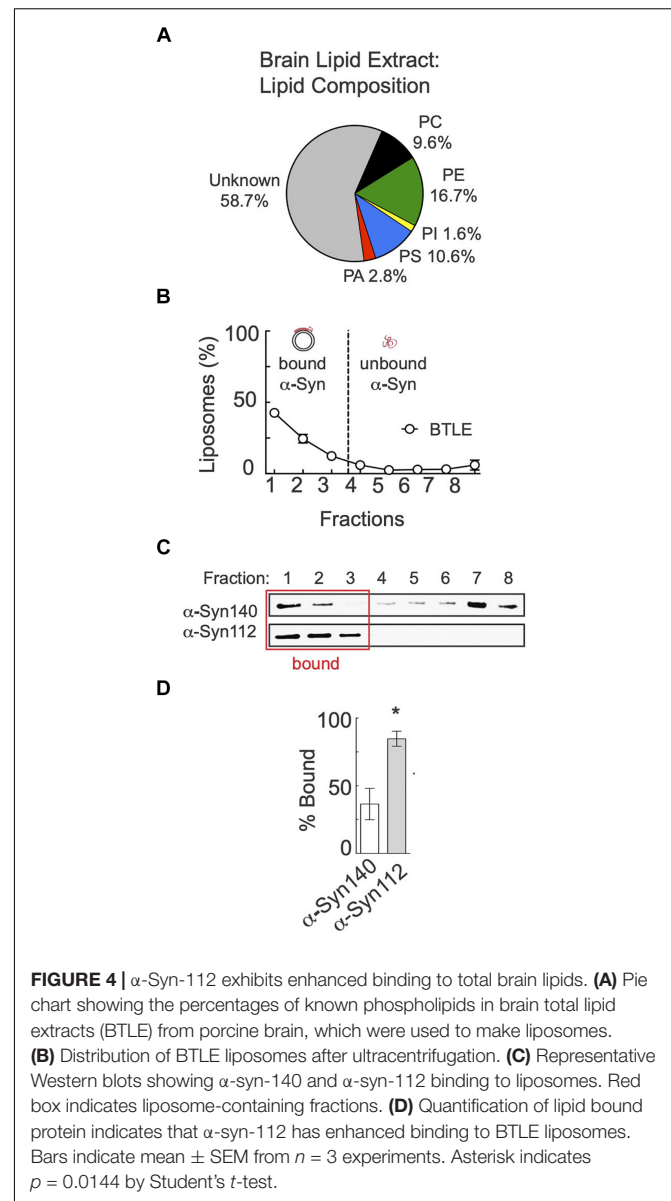 A
Brain Lipid Extract:
Lipid Composition
PC
9.6%
PE
16.7%
Unknown
58.7%
PI 1.6%
PS 10.6%
PA 2.8%
B
100
50
0
Liposomes (%)
bound
α-Syn
unbound
α-Syn
BTLE
1 2 3 4 5 6 7 8
Fractions
C
Fraction: 1 2 3 4 5 6 7 8
α-Syn140
α-Syn112
bound
D
100
50
0
% Bound
*
α-Syn140
α-Syn112
FIGURE 4 | α-Syn-112 exhibits enhanced binding to total brain lipids. (A) Pie
chart showing the percentages of known phospholipids in brain total lipid
extracts (BTLE) from porcine brain, which were used to make liposomes.
(B) Distribution of BTLE liposomes after ultracentrifugation. (C) Representative
Western blots showing α-syn-140 and α-syn-112 binding to liposomes. Red
box indicates liposome-containing fractions. (D) Quantification of lipid bound
protein indicates that α-syn-112 has enhanced binding to BTLE liposomes.
Bars indicate mean ± SEM from n = 3 experiments. Asterisk indicates
p = 0.0144 by Student's t-test.